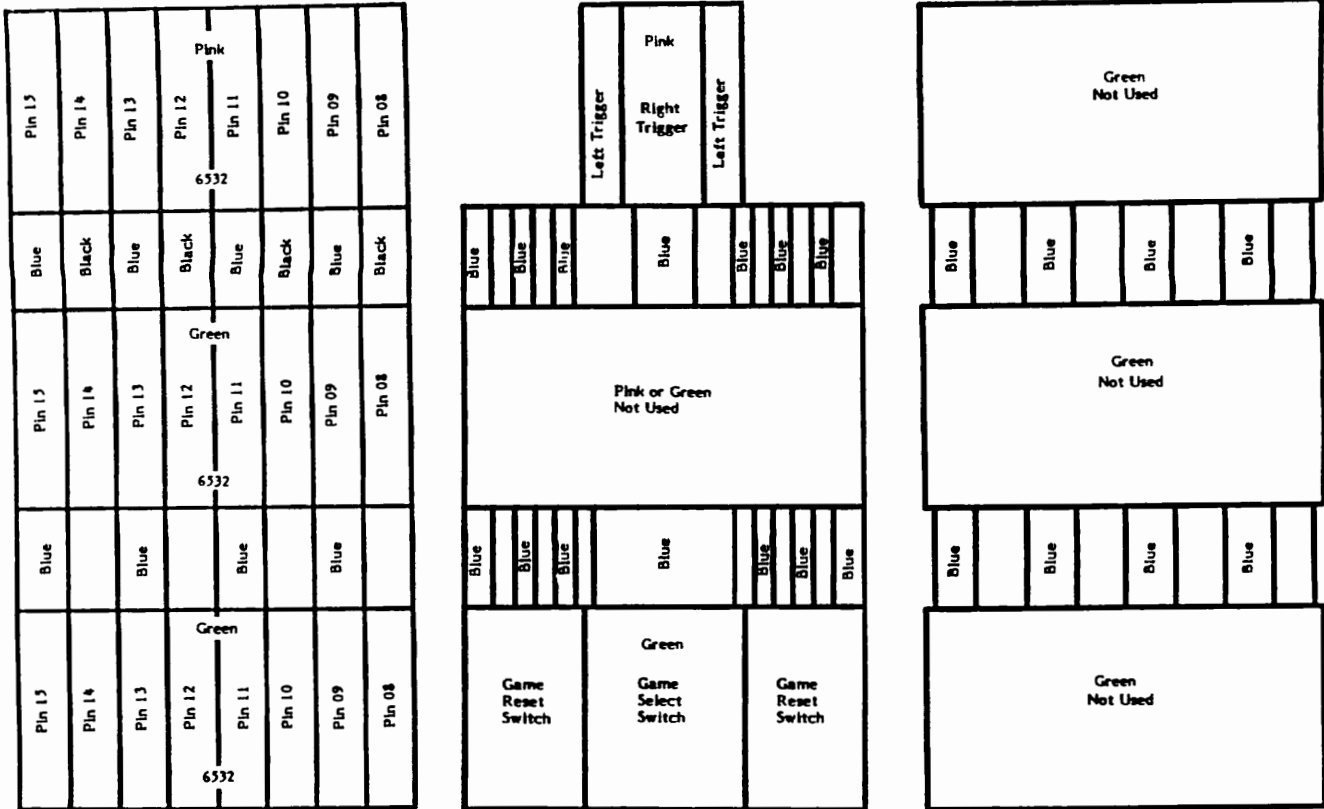 Pink
Pin 15
Pin 14
Pin 13
Pin 12
Pin 11
Pin 10
Pin 09
Pin 08
6532
Blue
Black
Blue
Black
Blue
Black
Blue
Black
Green
Pin 15
Pin 14
Pin 13
Pin 12
Pin 11
Pin 10
Pin 09
Pin 08
6532
Blue
Blue
Blue
Blue
Green
Pin 15
Pin 14
Pin 13
Pin 12
Pin 11
Pin 10
Pin 09
Pin 08
6532
Left Trigger
Pink
Right
Trigger
Left Trigger
Blue
Blue
Blue
Blue
Blue
Blue
Blue
Pink or Green
Not Used
Blue
Blue
Blue
Blue
Blue
Blue
Blue
Game
Reset
Switch
Green
Game
Select
Switch
Game
Reset
Switch
Green
Not Used
Blue
Blue
Blue
Blue
Green
Not Used
Blue
Blue
Blue
Blue
Green
Not Used